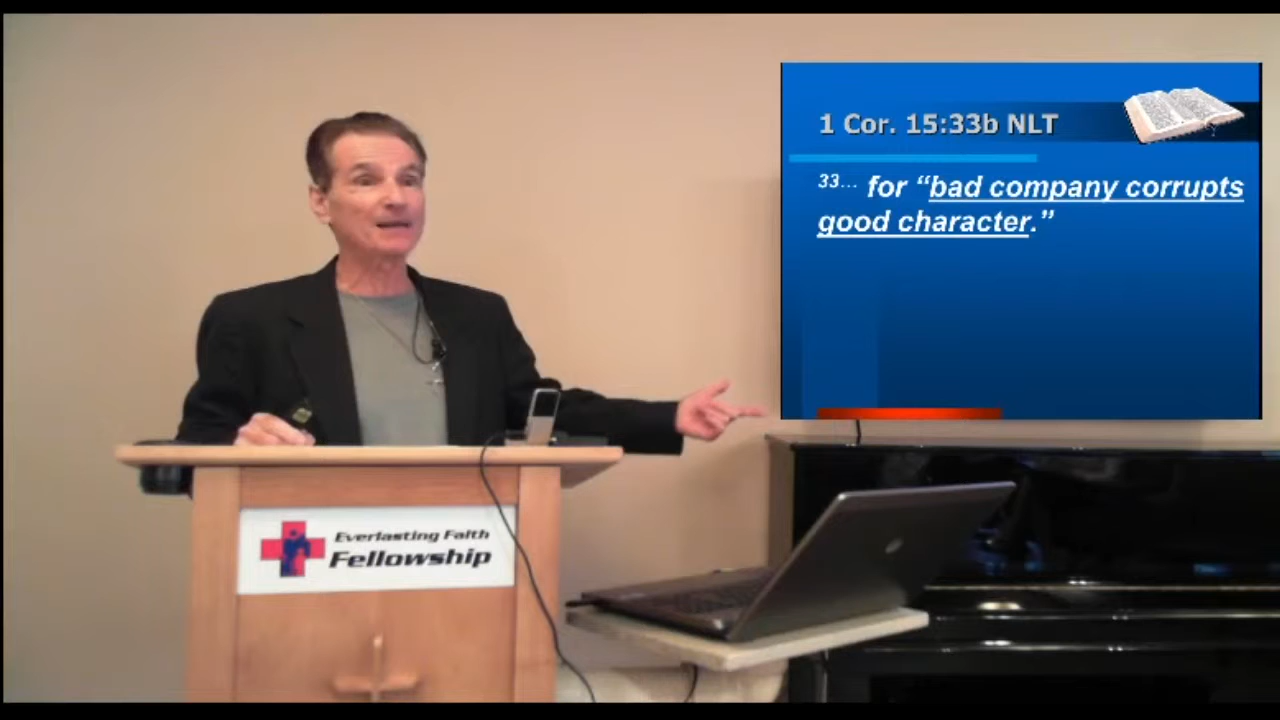 1 Cor. 15:33b NLT
33... for “bad company corrupts
good character.”
Everlasting Faith
Fellowship